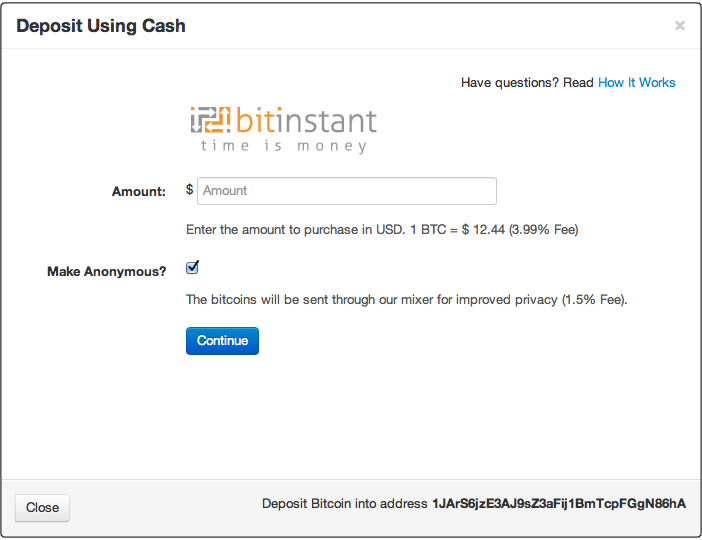 Deposit Using Cash ×
Have questions? Read How It Works
bitinstant
time is money
Amount: $ Amount
Enter the amount to purchase in USD. 1 BTC = $ 12.44 (3.99% Fee)
Make Anonymous?
The bitcoins will be sent through our mixer for improved privacy (1.5% Fee).
Continue
Close Deposit Bitcoin into address 1JArS6jzE3AJ9sZ3aFij1BmTcpFGgN86hA